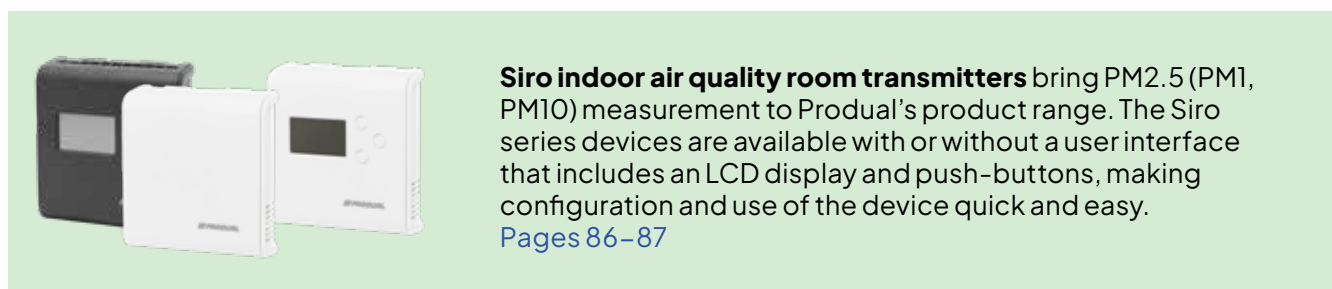 Siro indoor air quality room transmitters bring PM2.5 (PM1,
PM10) measurement to Produal's product range. The Siro
series devices are available with or without a user interface
that includes an LCD display and push-buttons, making
configuration and use of the device quick and easy.
Pages 86–87
PRODUAL
PRODUAL